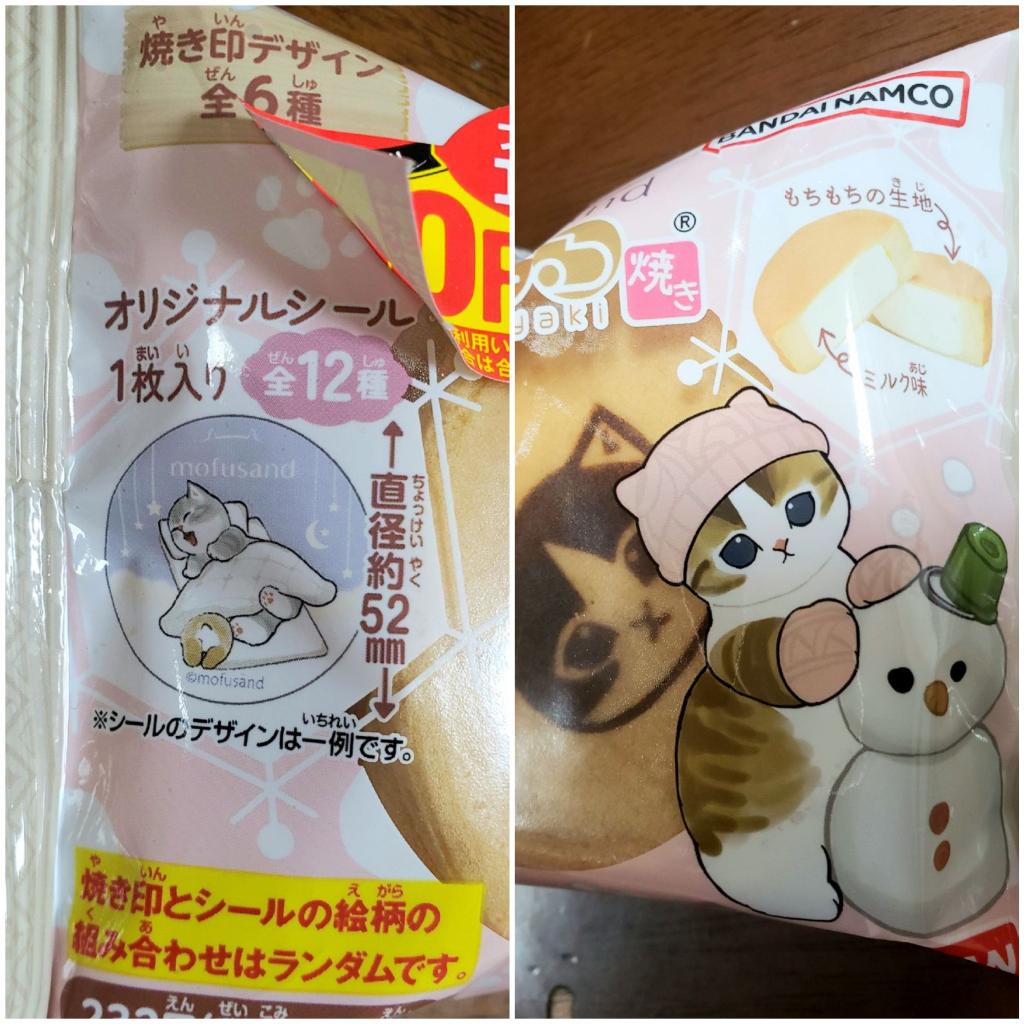 焼き印デザイン
全6種
オリジナルシール
1枚入り
全12種
mofusand
©mofusand
直径約
52
mm
※シールのデザインは一例です。
焼き印とシールの絵柄の
組み合わせはランダムです。
BANDAI NAMCO
焼き
®
yaki
もちもちの生地
ミルク味